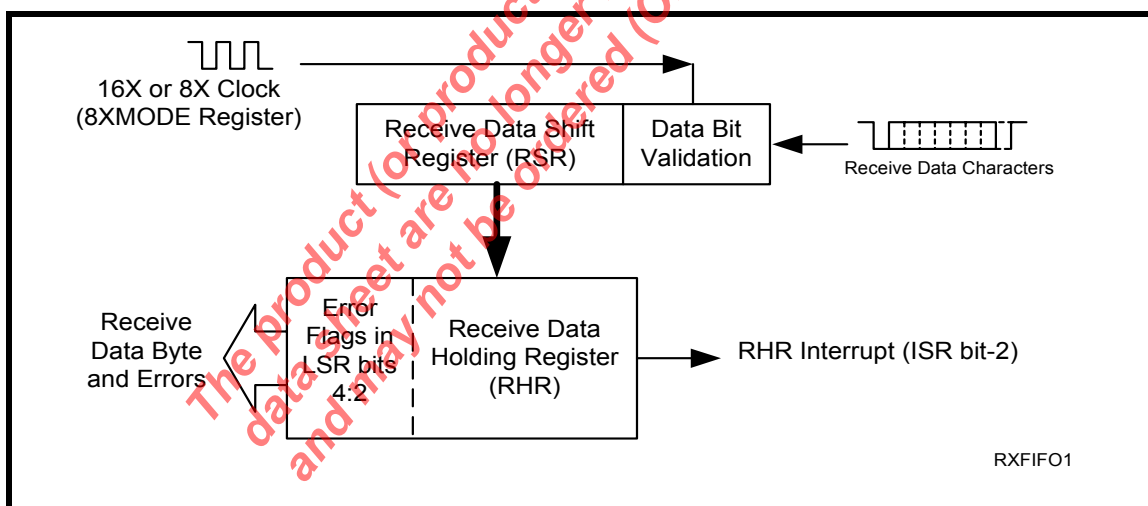 16X or 8X Clock
(8XMODE Register)
Receive Data Shift
Register (RSR)
Data Bit
Validation
Receive Data Characters
Receive
Data Byte
and Errors
Error
Flags in
LSR bits
4:2
Receive Data
Holding Register
(RHR)
RHR Interrupt (ISR bit-2)
RXFIFO1
The product (or product
data sheet are no longer
and may not be ordered (O